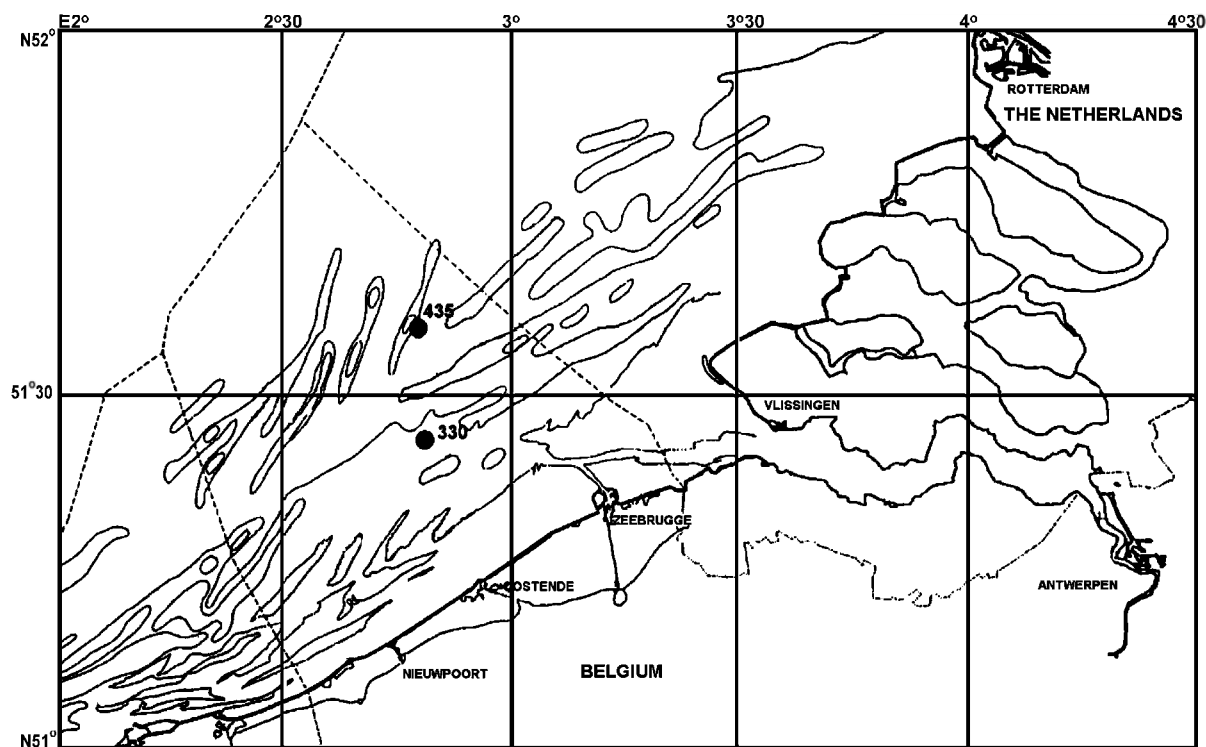 E2° 2°30 3° 3°30 4° 4°30
N52°
ROTTERDAM
THE NETHERLANDS
435
51°30
VLISSINGEN
330
ZEEBRUGGE
OOSTENDE
ANTWERPEN
NIEUWPOORT
BELGIUM
N51°